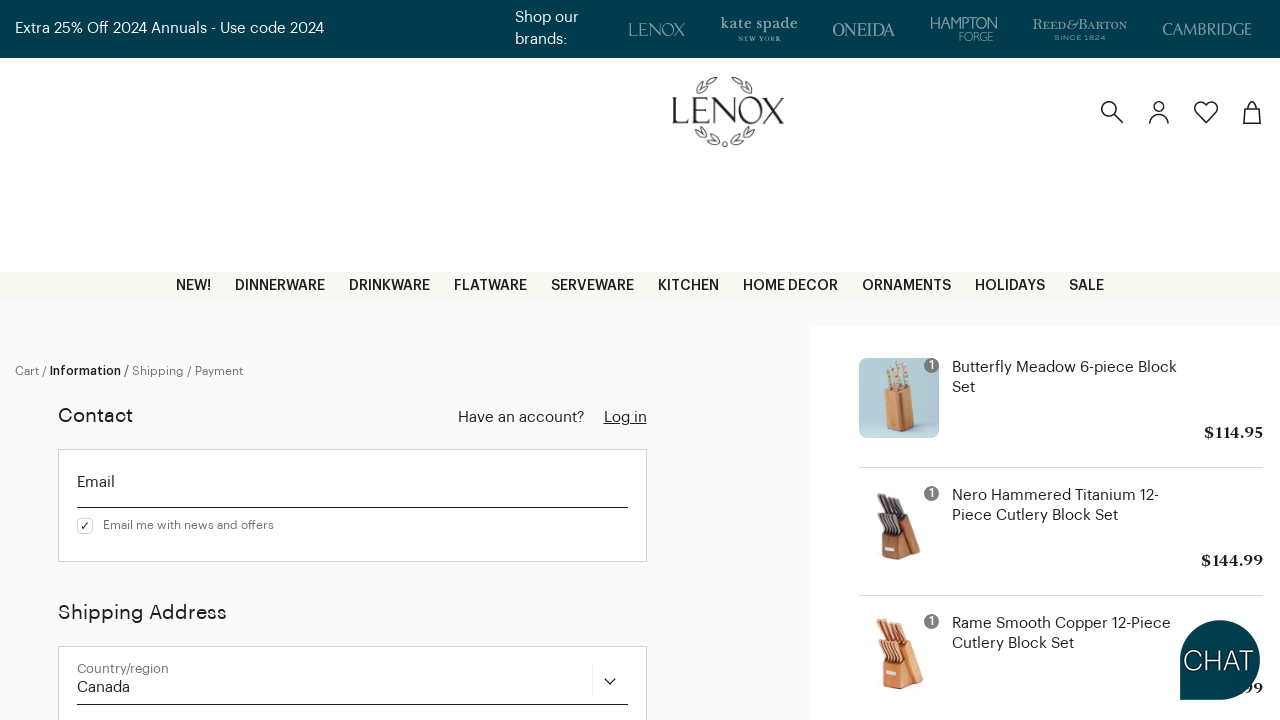 Extra 25% Off 2024 Annuals - Use code 2024
Shop our
brands:
LENOX
kate spade
NEW YORK
ONEIDA
HAMPTON
FORGE
REED & BARTON
SINCE 1824
CAMBRIDGE
LENOX
NEW! DINNERWARE DRINKWARE FLATWARE SERVEWARE KITCHEN HOME DECOR ORNAMENTS HOLIDAYS SALE
Cart / Information / Shipping / Payment
Contact
Have an account? Log in
Email
✓ Email me with news and offers
Shipping Address
Country/region
Canada
1
Butterfly Meadow 6-piece Block
Set
$114.95
1
Nero Hammered Titanium 12-
Piece Cutlery Block Set
$144.99
1
Rame Smooth Copper 12-Piece
Cutlery Block Set
CHAT